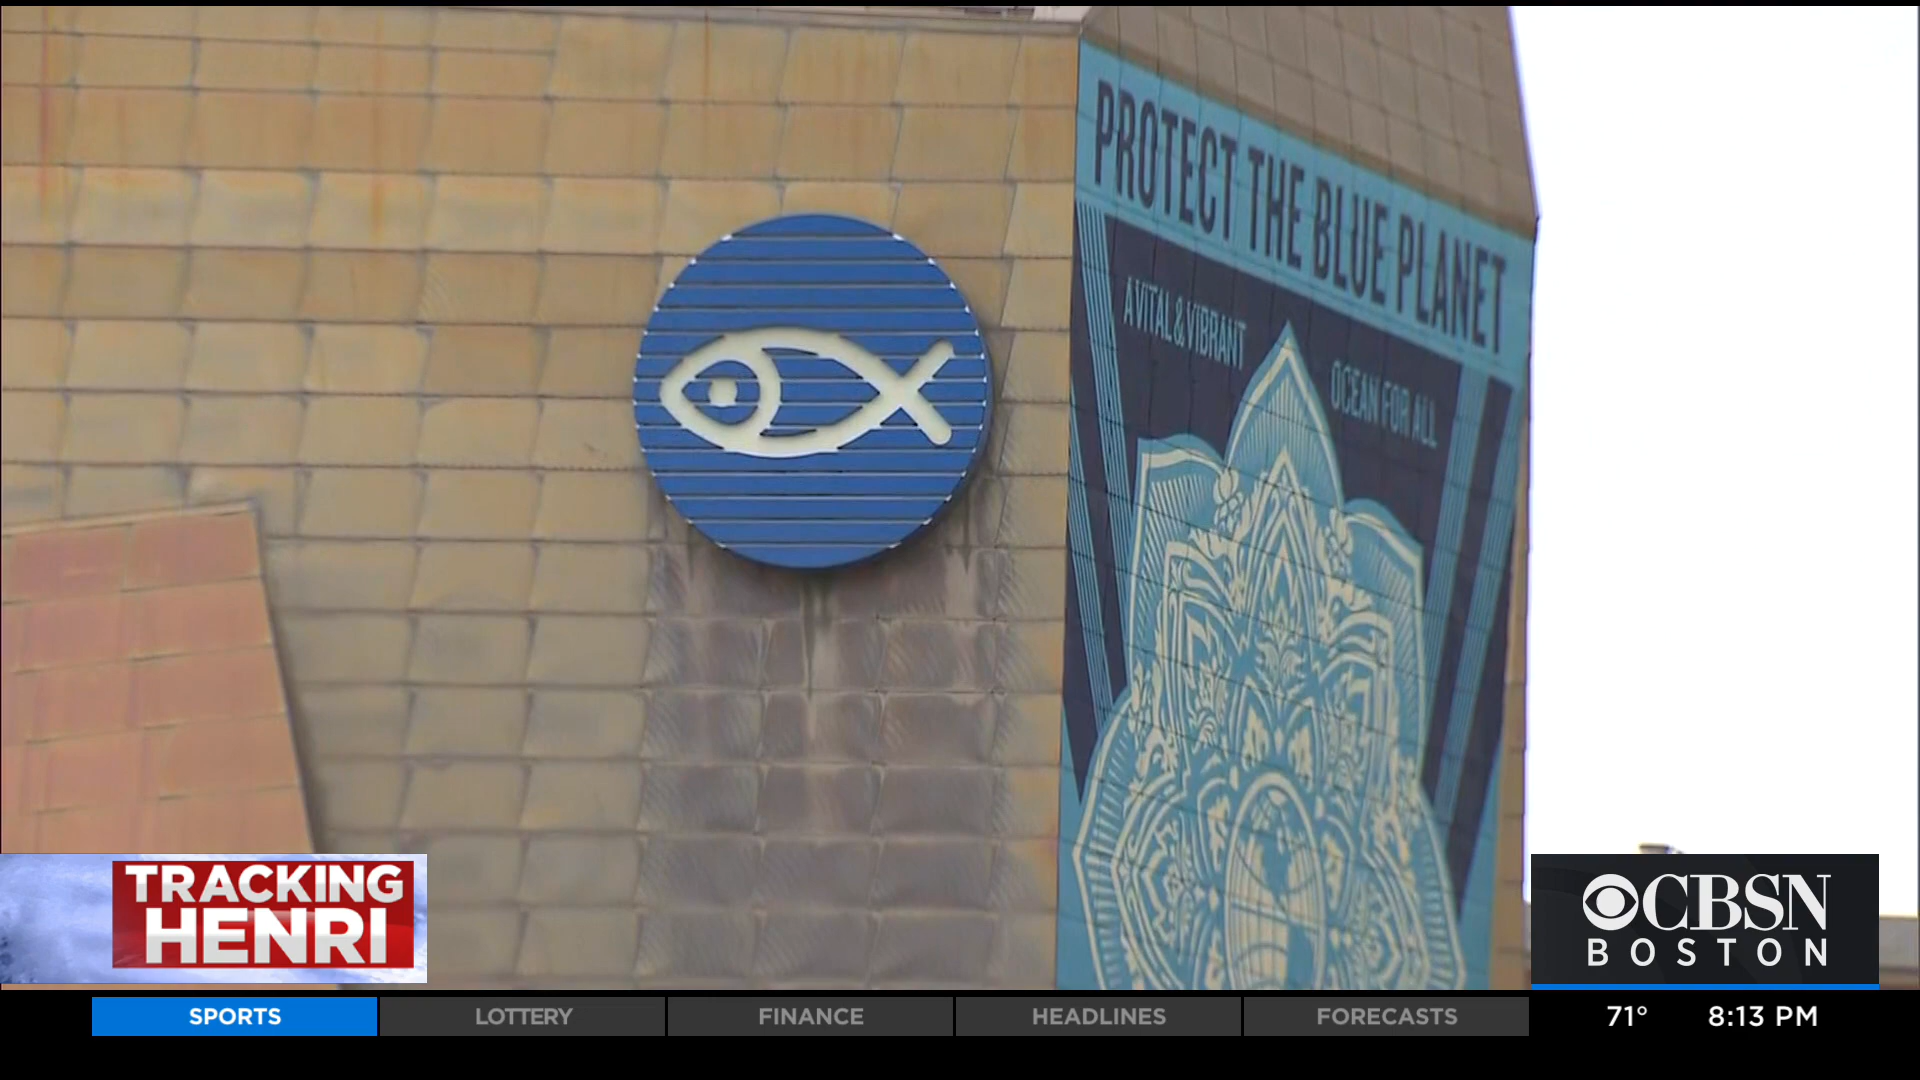 PROTECT THE BLUE PLANET
A VITAL & VIBRANT
OCEAN FOR ALL
TRACKING
HENRI
CBSN
BOSTON
SPORTS
LOTTERY
FINANCE
HEADLINES
FORECASTS
71°
8:13 PM